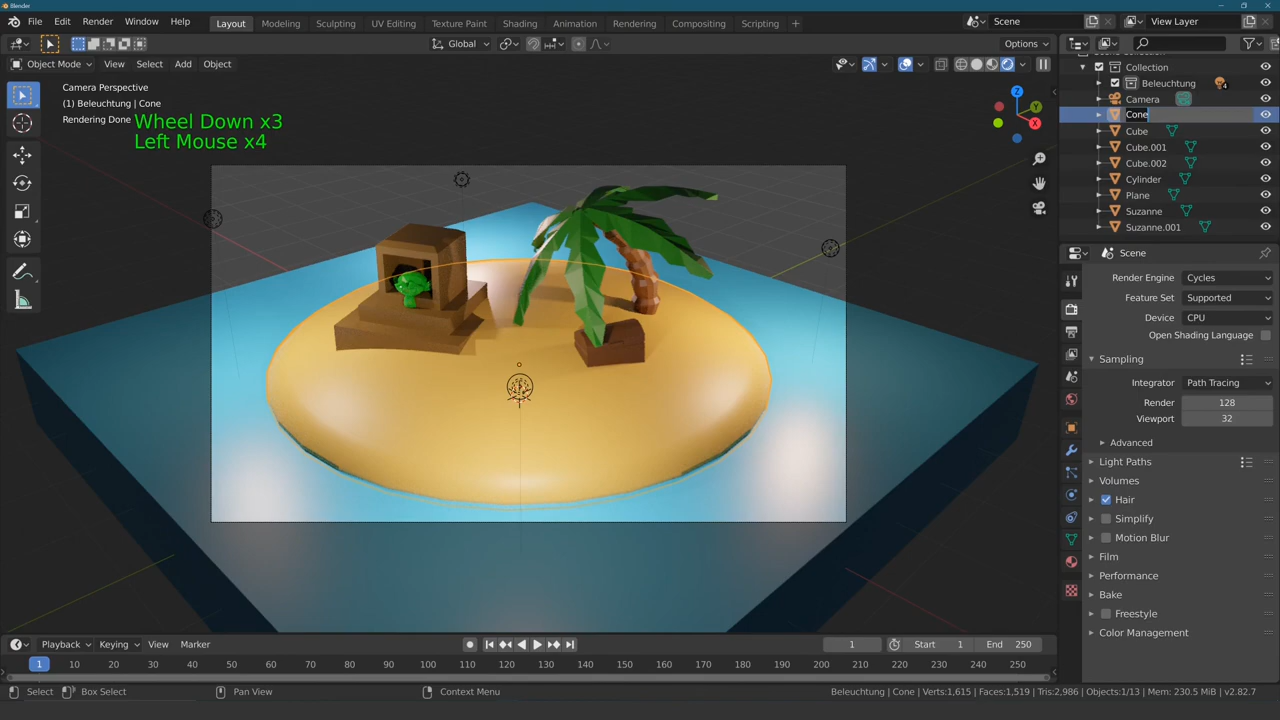 Blender
File Edit Render Window Help Layout Modeling Sculpting UV Editing Texture Paint Shading Animation Rendering Compositing Scripting + Scene View Layer
Global Options
Object Mode View Select Add Object
Camera Perspective
(1) Beleuchtung | Cone
Rendering Done
Wheel Down x3
Left Mouse x4
Z
Y
X
Collection
Beleuchtung 4
Camera
Cone
Cube
Cube.001
Cube.002
Cylinder
Plane
Suzanne
Suzanne.001
Scene
Render Engine Cycles
Feature Set Supported
Device CPU
Open Shading Language
Sampling
Integrator Path Tracing
Render 128
Viewport 32
Advanced
Light Paths
Volumes
Hair
Simplify
Motion Blur
Film
Performance
Bake
Freestyle
Color Management
Playback Keying View Marker 1 Start 1 End 250
1 10 20 30 40 50 60 70 80 90 100 110 120 130 140 150 160 170 180 190 200 210 220 230 240 250
Select Box Select Pan View Context Menu Beleuchtung | Cone | Verts:1,615 | Faces:1,519 | Tris:2,986 | Objects:1/13 | Mem: 230.5 MiB | v2.82.7